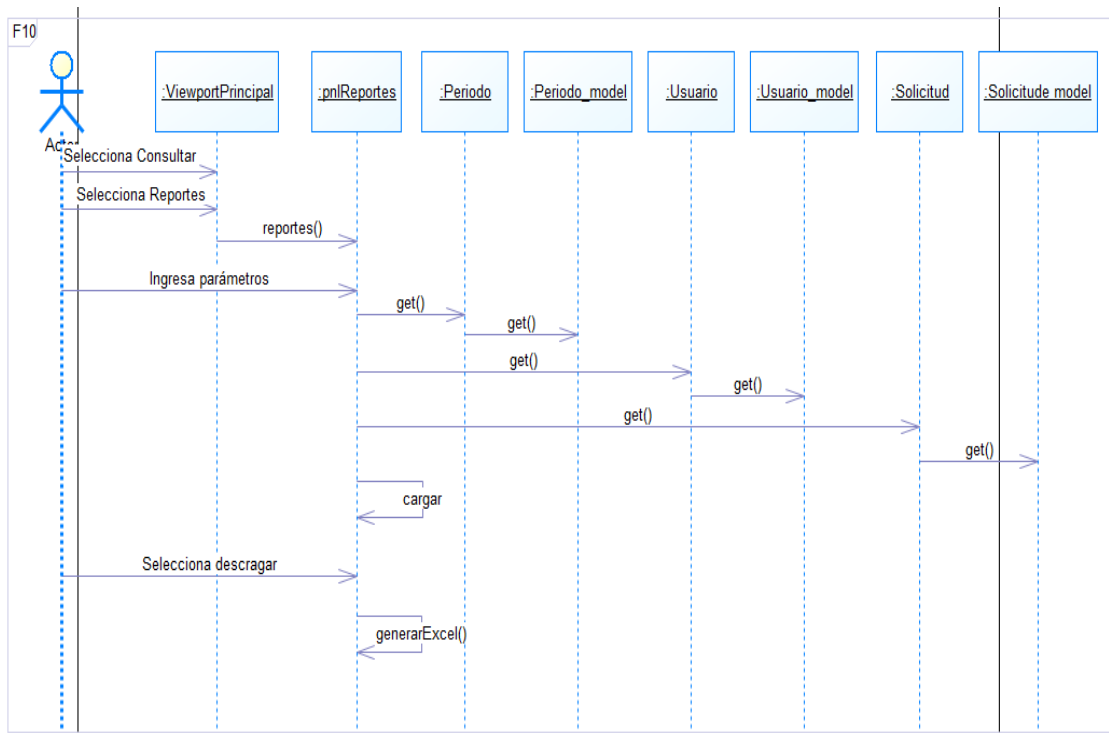 F10
:ViewportPrincipal
:pnlReportes
:Periodo
:Periodo_model
:Usuario
:Usuario_model
:Solicitud
:Solicitude model
Actor
Selecciona Consultar
Selecciona Reportes
reportes()
Ingresa parámetros
get()
get()
get()
get()
get()
get()
cargar
Selecciona descragar
generarExcel()